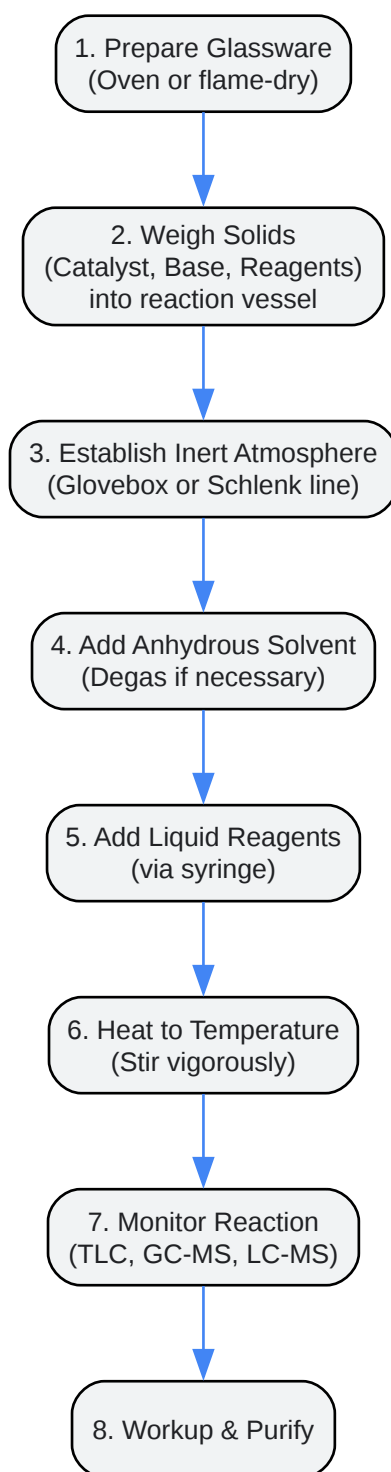 1. Prepare Glassware
(Oven or flame-dry)
2. Weigh Solids
(Catalyst, Base, Reagents)
into reaction vessel
3. Establish Inert Atmosphere
(Glovebox or Schlenk line)
4. Add Anhydrous Solvent
(Degas if necessary)
5. Add Liquid Reagents
(via syringe)
6. Heat to Temperature
(Stir vigorously)
7. Monitor Reaction
(TLC, GC-MS, LC-MS)
8. Workup & Purify